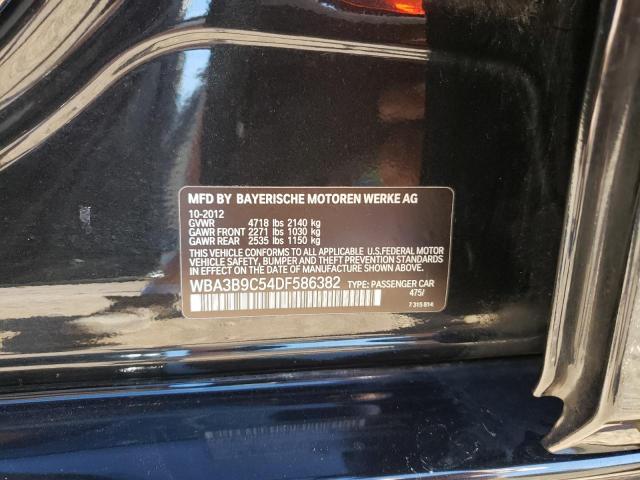 MFD BY BAYERISCHE MOTOREN WERKE AG
10-2012
GVWR 4718 lbs 2140 kg
GAWR FRONT 2271 lbs 1030 kg
GAWR REAR 2535 lbs 1150 kg
THIS VEHICLE CONFORMS TO ALL APPLICABLE U.S.FEDERAL MOTOR
VEHICLE SAFETY, BUMPER AND THEFT PREVENTION STANDARDS IN
EFFECT ON THE DATE OF MANUFACTURE SHOWN ABOVE.
WBA3B9C54DF586382 TYPE: PASSENGER CAR
475/
7 315 814